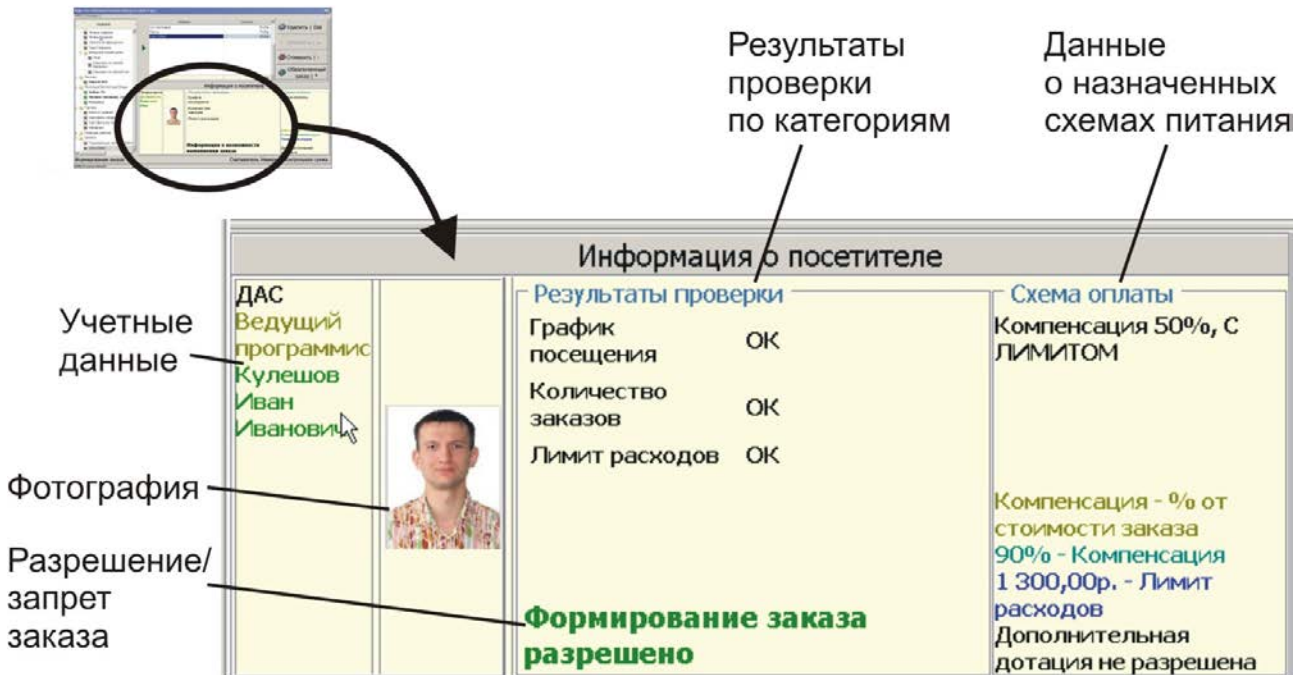 Результаты
проверки
по категориям
Данные
о назначенных
схемах питания
Информация о посетителе
Информация о посетителе
Учетные
данные
Фотография
Разрешение/
запрет
заказа
ДАС
Ведущий
программис
Кулешов
Иван
Иванович
Результаты проверки
График
посещения
ОК
Количество
заказов
ОК
Лимит расходов
ОК
Формирование заказа
разрешено
Схема оплаты
Компенсация 50%, С
ЛИМИТОМ
Компенсация - % от
стоимости заказа
90% - Компенсация
1 300,00р. - Лимит
расходов
Дополнительная
дотация не разрешена